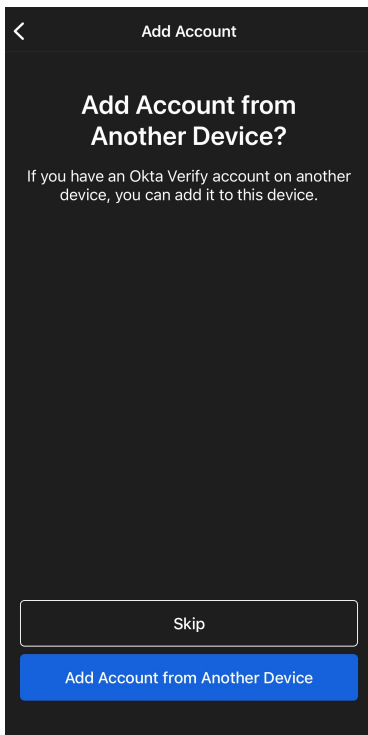 Add Account
Add Account from
Another Device?
If you have an Okta Verify account on another
device, you can add it to this device.
Skip
Add Account from Another Device